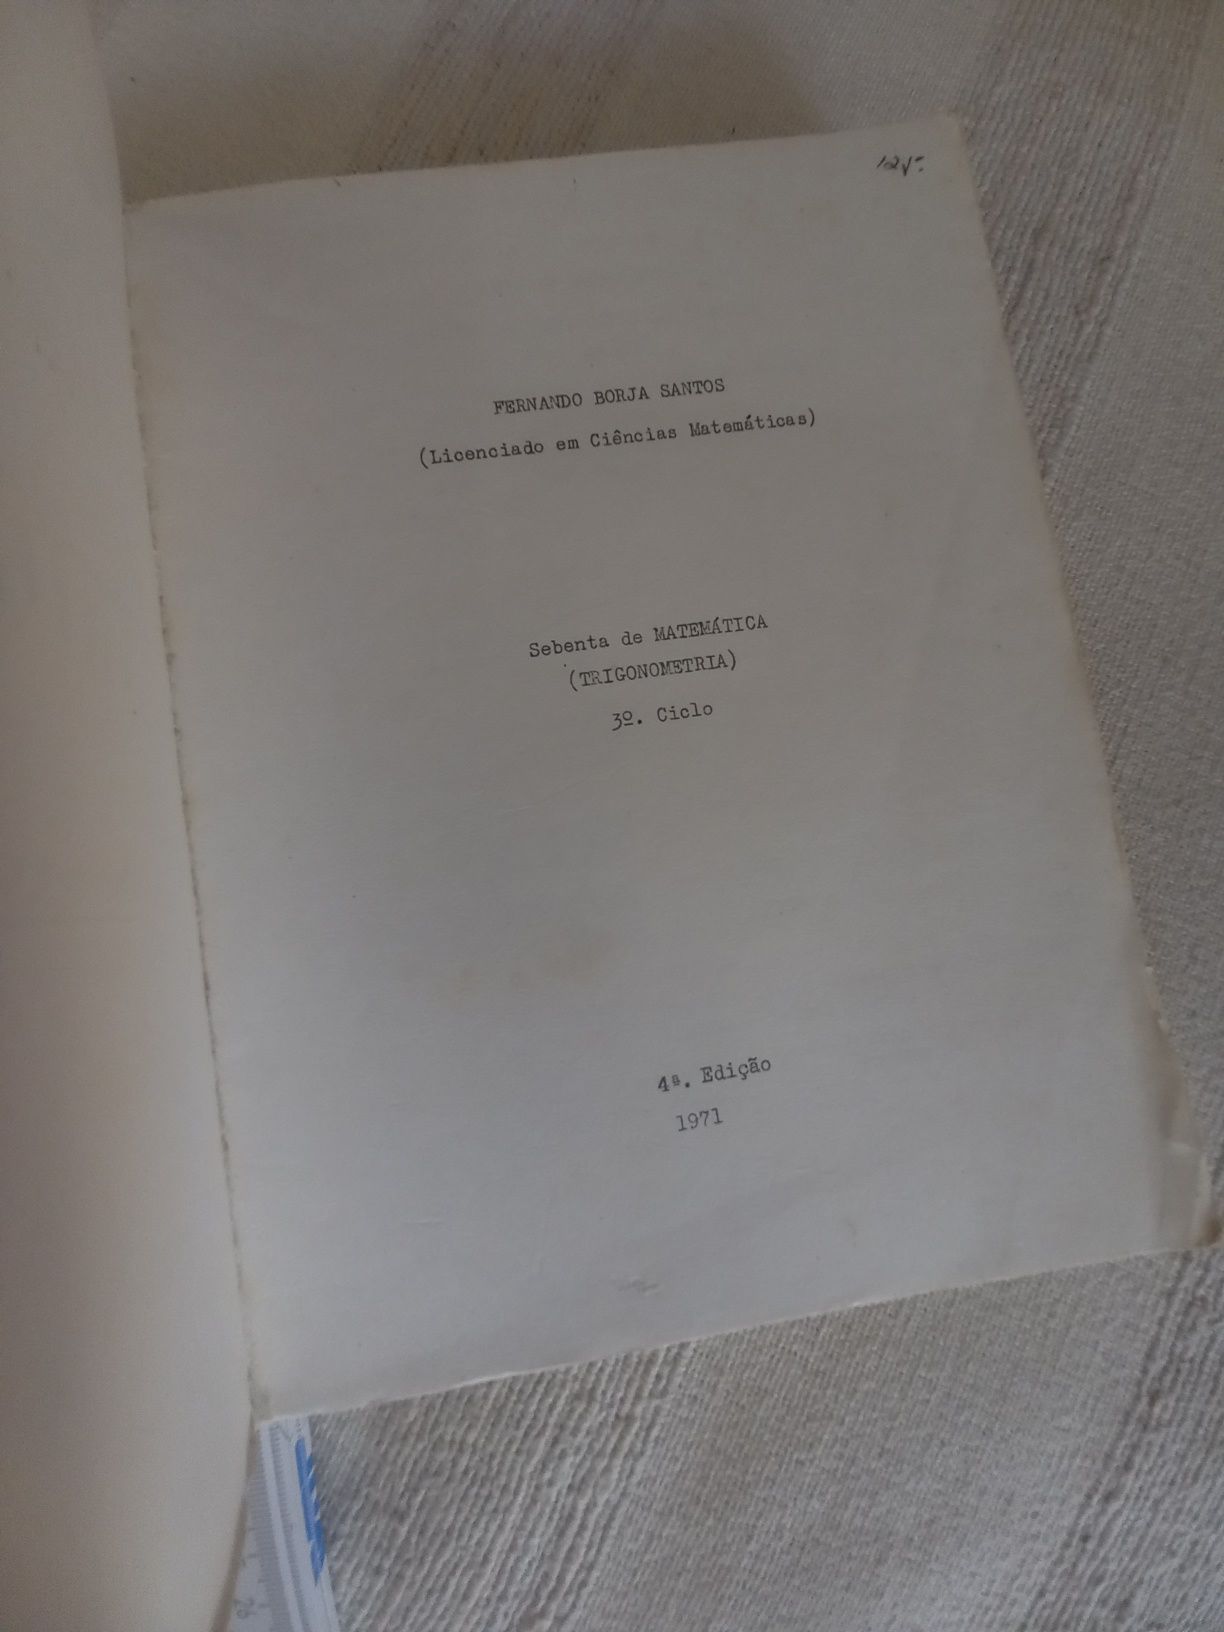 FERNANDO BORJA SANTOS
(Licenciado em Ciências Matemáticas)
Sebenta de MATEMÁTICA
(TRIGONOMETRIA)
3º. Ciclo
4ª. Edição
1971